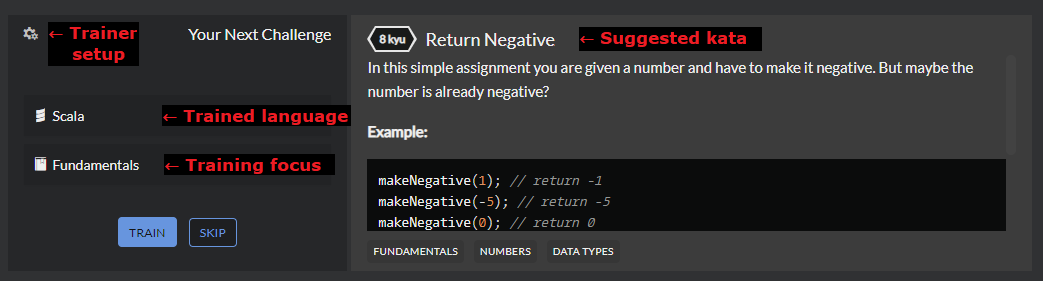 ← Trainer setup
Your Next Challenge
Scala
← Trained language
Fundamentals
← Training focus
TRAIN
SKIP
8 kyu
Return Negative
← Suggested kata
In this simple assignment you are given a number and have to make it negative. But maybe the
number is already negative?
Example:
makeNegative(1); // return -1
makeNegative(-5); // return -5
makeNegative(0); // return 0
FUNDAMENTALS
NUMBERS
DATA TYPES